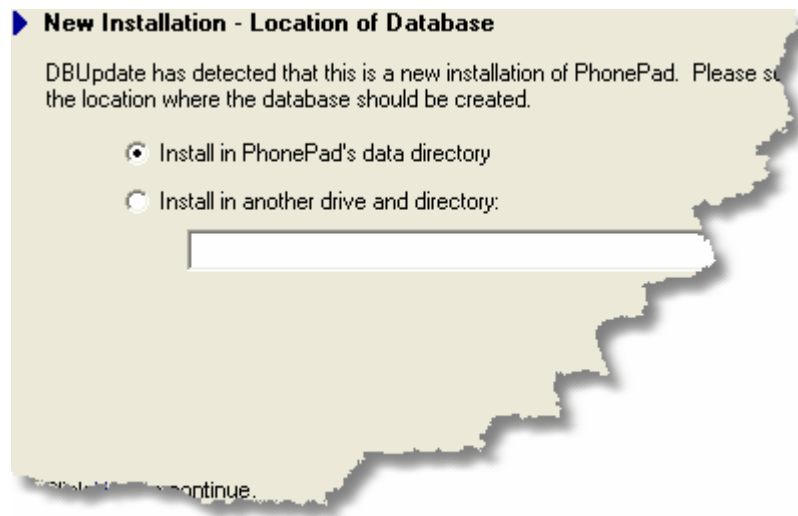 New Installation - Location of Database
DBUpdate has detected that this is a new installation of PhonePad. Please
the location where the database should be created.
Install in PhonePad's data directory
Install in another drive and directory:
continue.